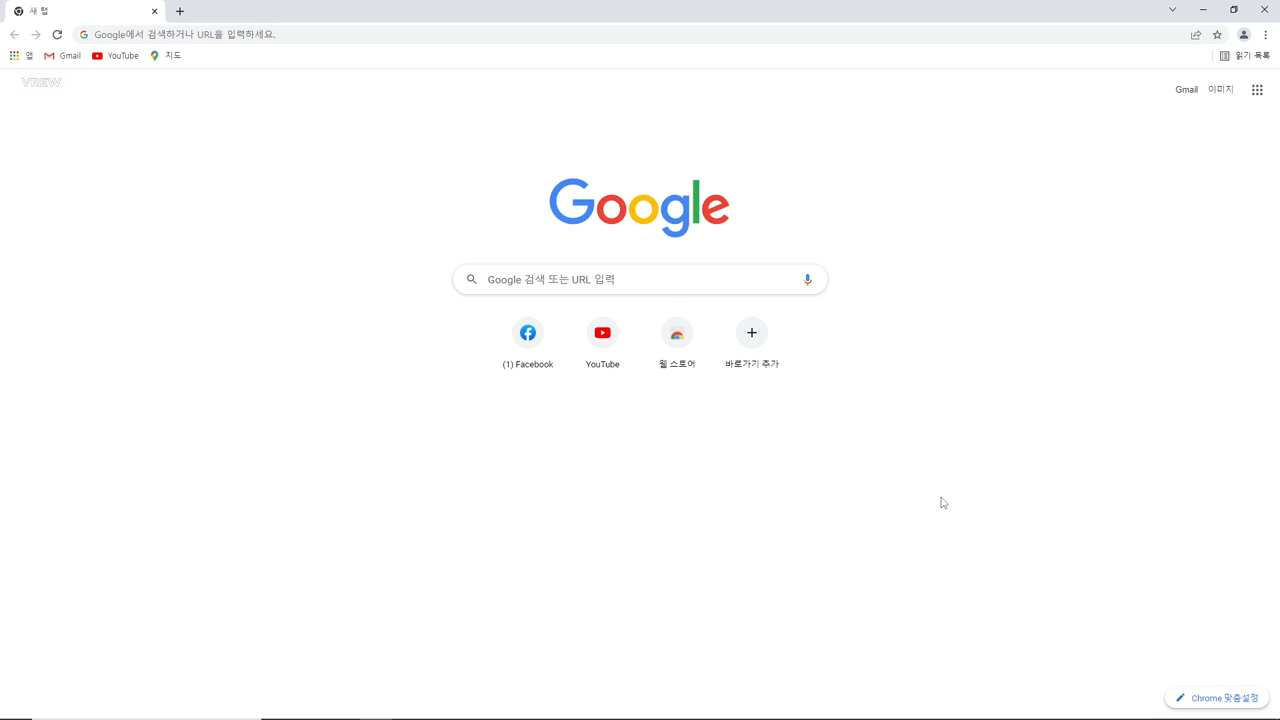 새 탭
Google에서 검색하거나 URL을 입력하세요.
앱 Gmail YouTube 지도 읽기 목록
VREW
Gmail 이미지
Google
Google 검색 또는 URL 입력
(1) Facebook YouTube 웹 스토어 바로가기 추가
Chrome 맞춤설정